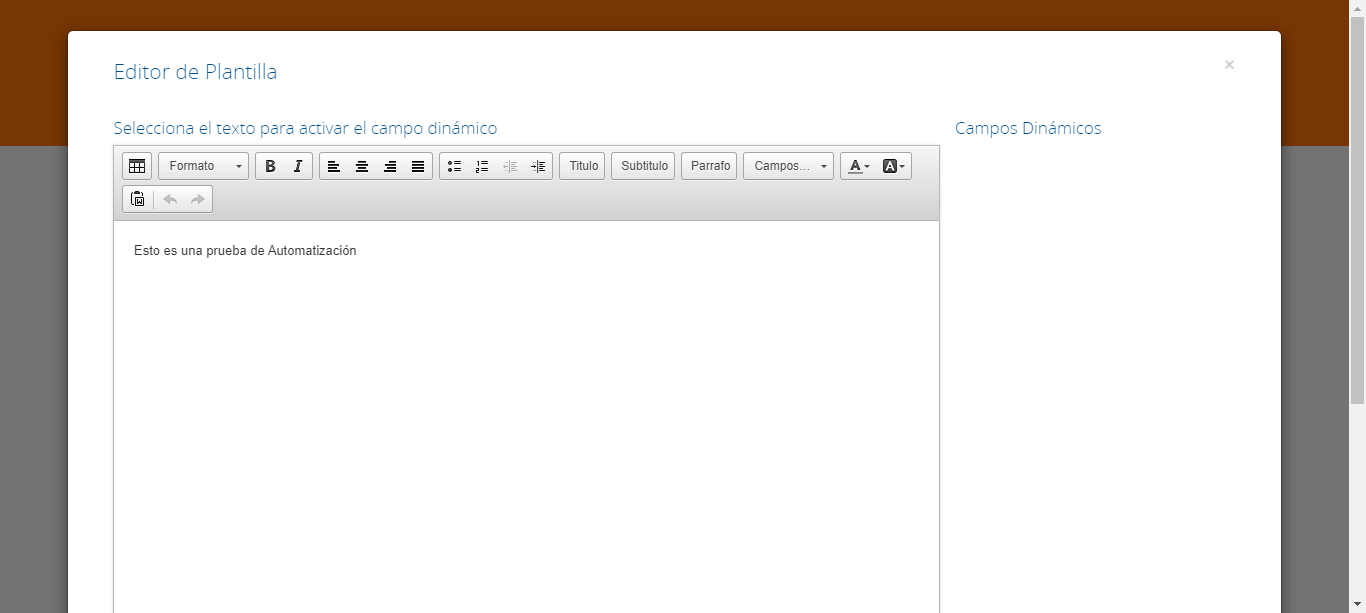 Editor de Plantilla
×
Selecciona el texto para activar el campo dinámico
Campos Dinámicos
Formato
B I
Titulo
Subtitulo
Parrafo
Campos...
A
A
Esto es una prueba de Automatización